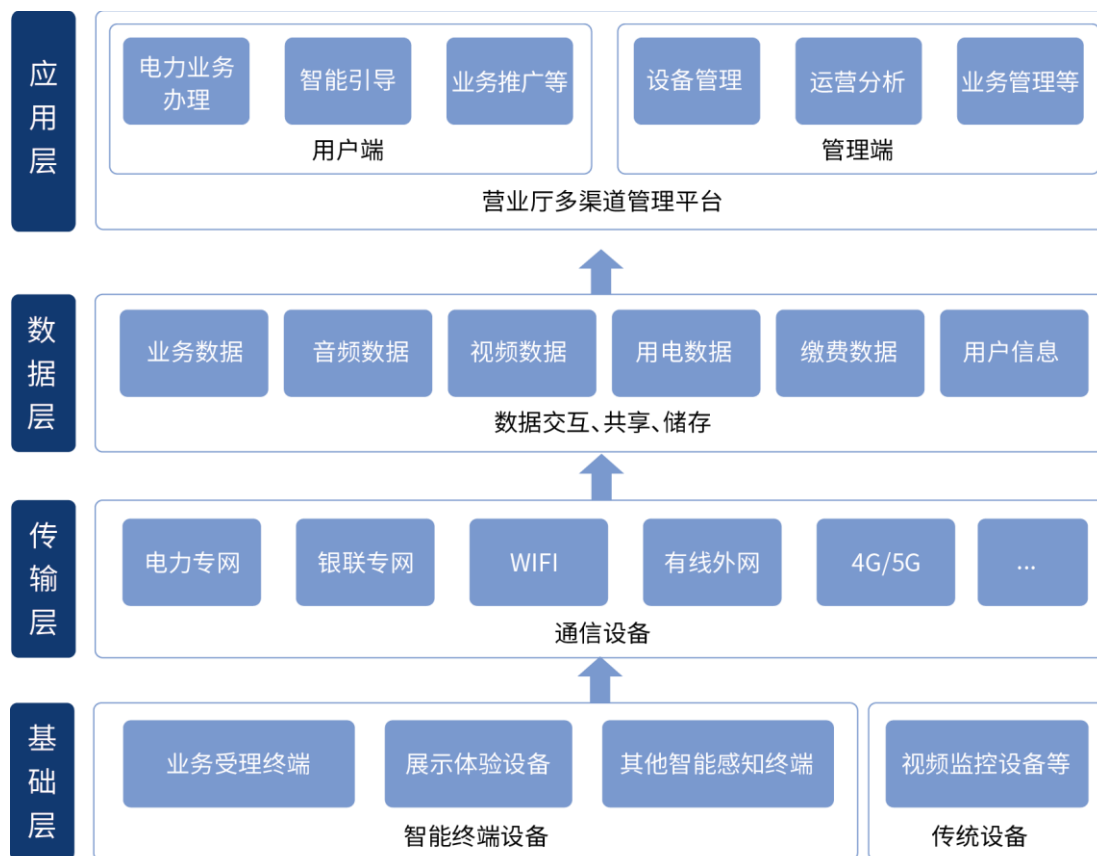 应用层
电力业务
办理
智能引导
业务推广等
用户端
设备管理
运营分析
业务管理等
管理端
营业厅多渠道管理平台
数据层
业务数据
音频数据
视频数据
用电数据
缴费数据
用户信息
数据交互、共享、储存
传输层
电力专网
银联专网
WIFI
有线外网
4G/5G
...
通信设备
基础层
业务受理终端
展示体验设备
其他智能感知终端
智能终端设备
视频监控设备等
传统设备